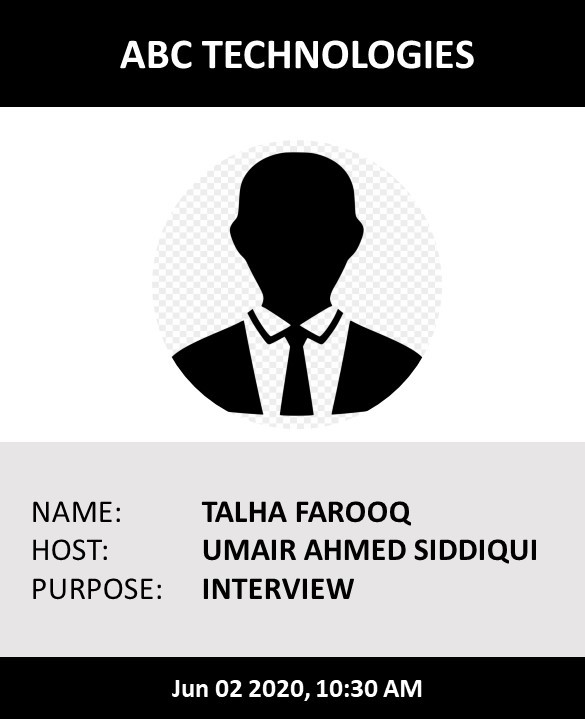 ABC TECHNOLOGIES
NAME: TALHA FAROOQ
HOST: UMAIR AHMED SIDDIQUI
PURPOSE: INTERVIEW
Jun 02 2020, 10:30 AM